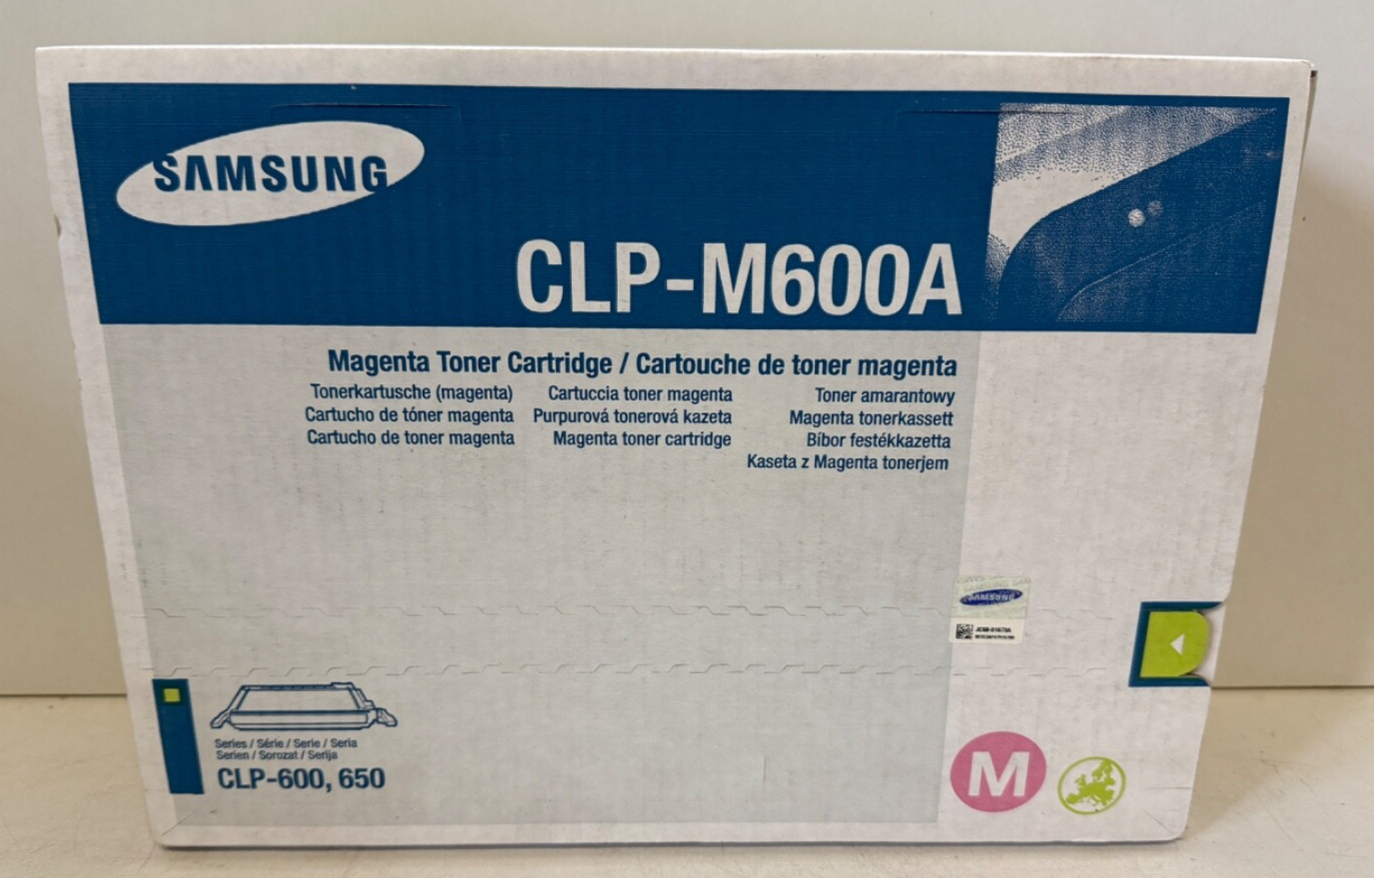 SAMSUNG
CLP-M600A
Magenta Toner Cartridge / Cartouche de toner magenta
Tonerkartusche (magenta)
Cartucho de tóner magenta
Cartucho de toner magenta
Cartuccia toner magenta
Purpurová tonerová kazeta
Magenta toner cartridge
Toner amarantowy
Magenta tonerkassett
Bíbor festékkazetta
Kaseta z Magenta tonerjem
SAMSUNG
Series / Série / Serie / Seria
Serien / Sorozat / Serija
CLP-600, 650
M